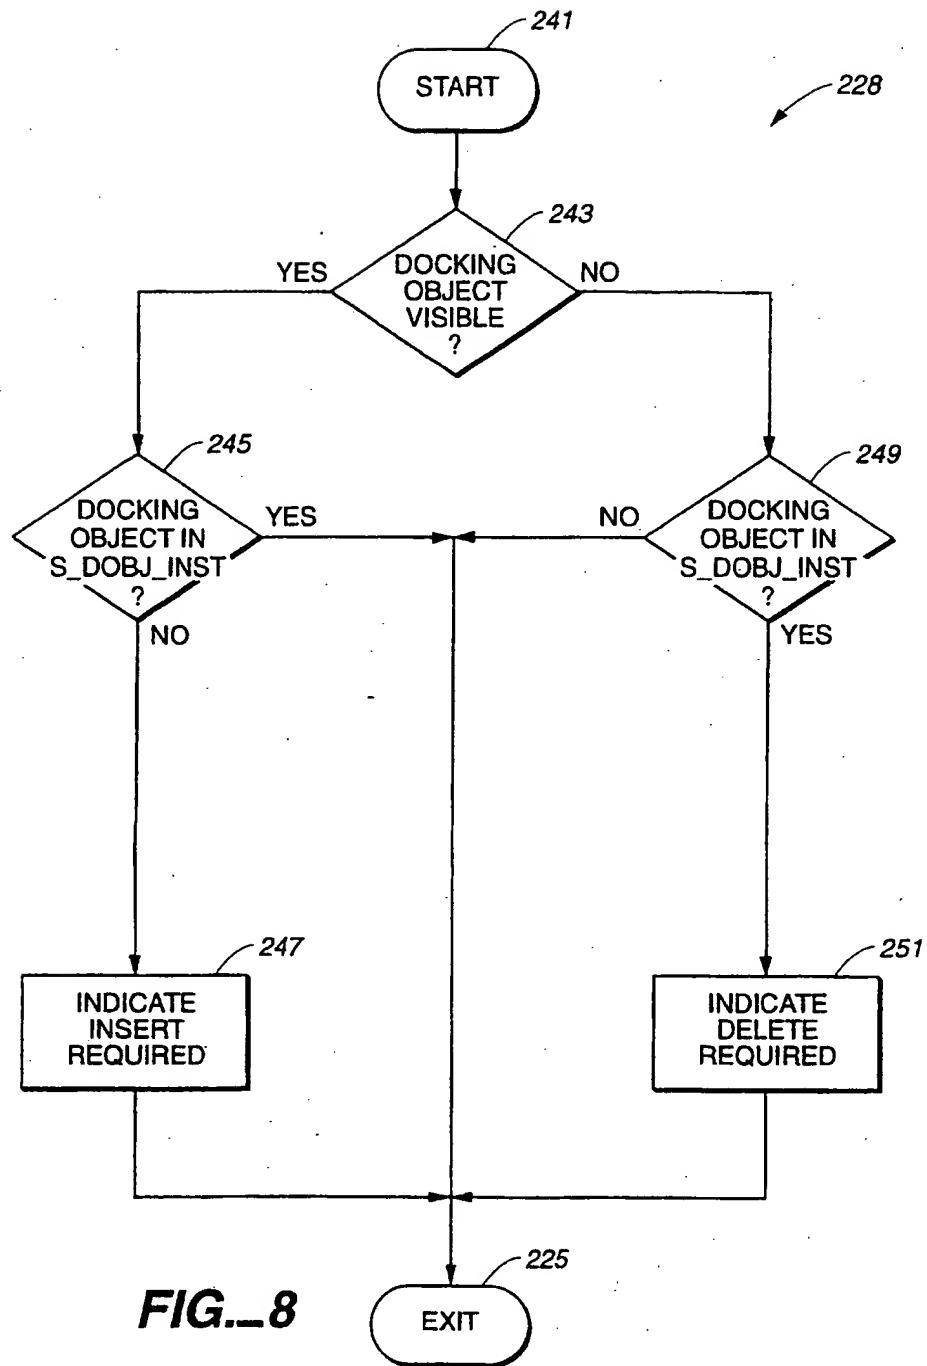 241
START
228
243
DOCKING
OBJECT
VISIBLE
?
YES
NO
245
DOCKING
OBJECT IN
S_DOBJ_INST
?
YES
NO
249
DOCKING
OBJECT IN
S_DOBJ_INST
?
NO
YES
247
INDICATE
INSERT
REQUIRED
251
INDICATE
DELETE
REQUIRED
225
EXIT
FIG._8